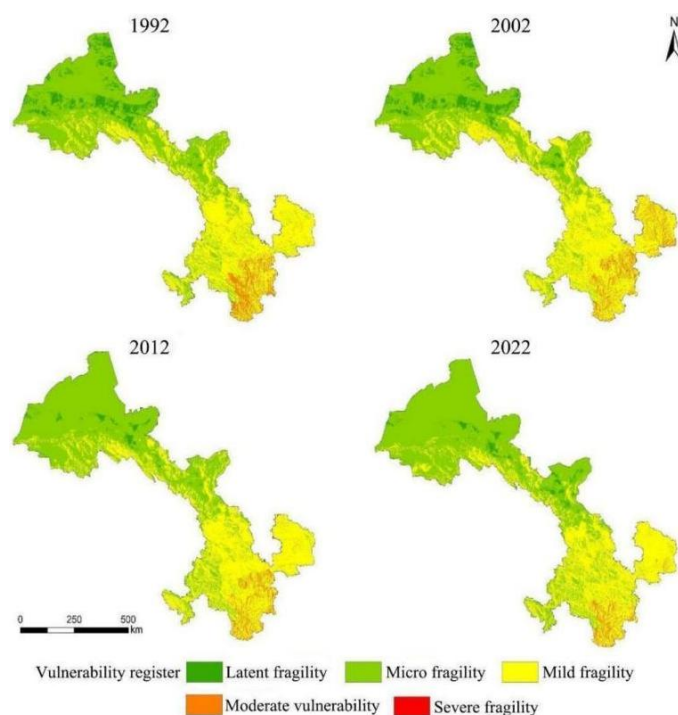 1992
2002
N
2012
2022
0 250 500
km
Vulnerability register Latent fragility Micro fragility Mild fragility
Moderate vulnerability Severe fragility